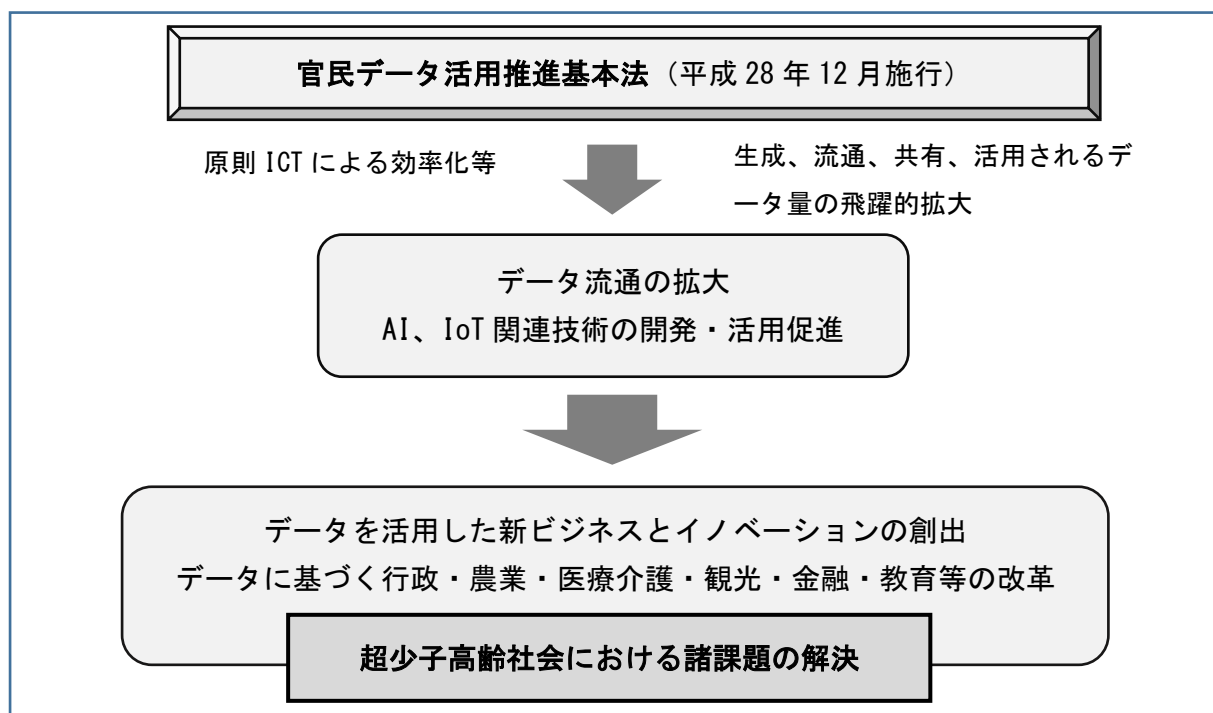 官民データ活用推進基本法（平成 28 年 12 月施行）
原則 ICT による効率化等
生成、流通、共有、活用されるデ
ータ量の飛躍的拡大
データ流通の拡大
AI、IoT 関連技術の開発・活用促進
データを活用した新ビジネスとイノベーションの創出
データに基づく行政・農業・医療介護・観光・金融・教育等の改革
超少子高齢社会における諸課題の解決